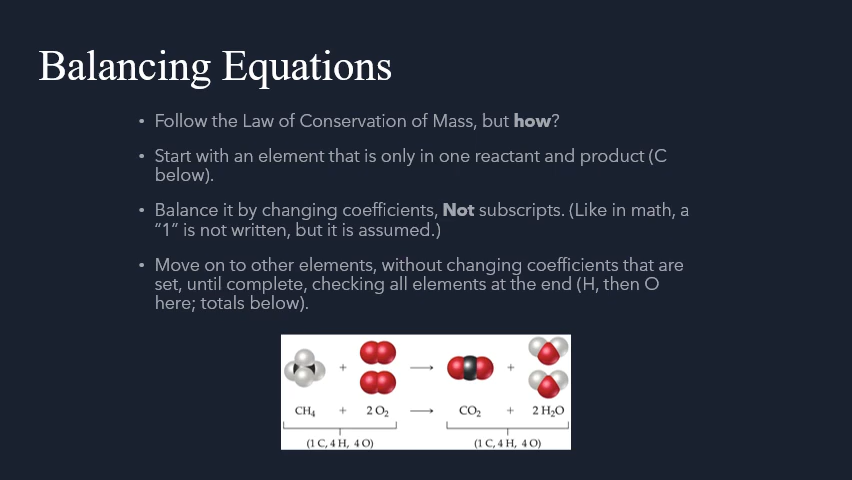 Balancing Equations
• Follow the Law of Conservation of Mass, but how?
• Start with an element that is only in one reactant and product (C
below).
• Balance it by changing coefficients, Not subscripts. (Like in math, a
“1” is not written, but it is assumed.)
• Move on to other elements, without changing coefficients that are
set, until complete, checking all elements at the end (H, then O
here; totals below).
+ ⟶ +
CH₄ + 2 O₂ ⟶ CO₂ + 2 H₂O
(1 C, 4 H, 4 O) (1 C, 4 H, 4 O)